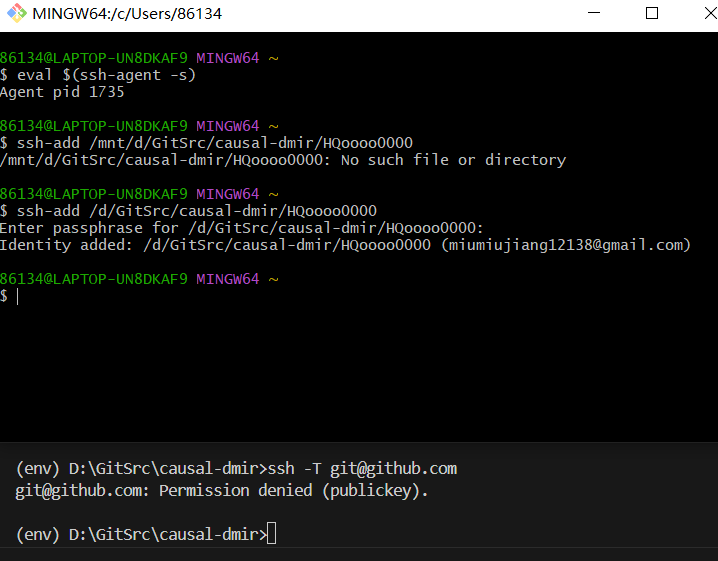 MINGW64:/c/Users/86134
86134@LAPTOP-UN8DKAF9 MINGW64 ~
$ eval $(ssh-agent -s)
Agent pid 1735
86134@LAPTOP-UN8DKAF9 MINGW64 ~
$ ssh-add /mnt/d/GitSrc/causal-dmir/HQoooo0000
/mnt/d/GitSrc/causal-dmir/HQoooo0000: No such file or directory
86134@LAPTOP-UN8DKAF9 MINGW64 ~
$ ssh-add /d/GitSrc/causal-dmir/HQoooo0000
Enter passphrase for /d/GitSrc/causal-dmir/HQoooo0000:
Identity added: /d/GitSrc/causal-dmir/HQoooo0000 (miumiujiang12138@gmail.com)
86134@LAPTOP-UN8DKAF9 MINGW64 ~
$
(env) D:\GitSrc\causal-dmir>ssh -T git@github.com
git@github.com: Permission denied (publickey).
(env) D:\GitSrc\causal-dmir>